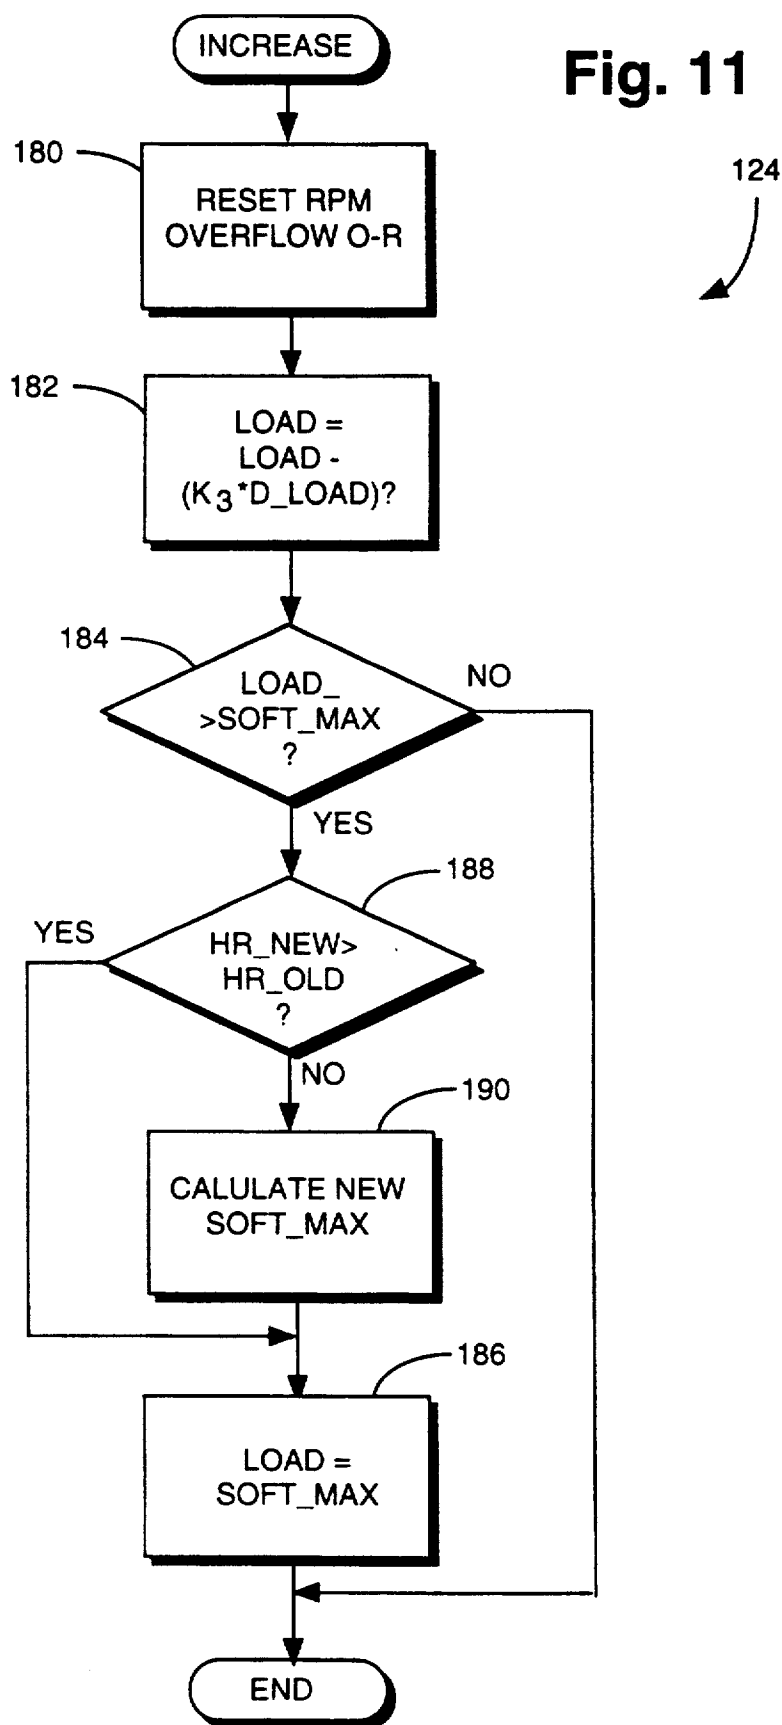 INCREASE
Fig. 11
180
RESET RPM
OVERFLOW O-R
124
182
LOAD =
LOAD -
(K3*D_LOAD)?
184
LOAD_
>SOFT_MAX
?
NO
YES
188
YES
HR_NEW>
HR_OLD
?
NO
190
CALULATE NEW
SOFT_MAX
186
LOAD =
SOFT_MAX
END